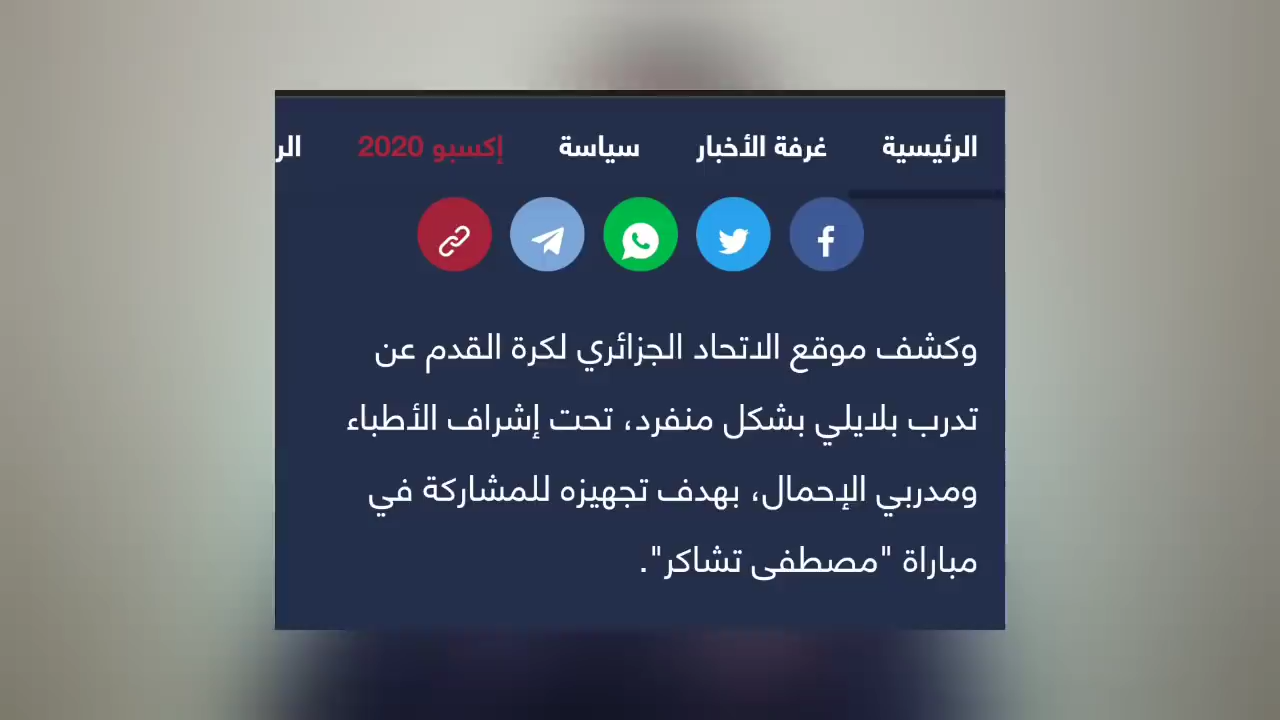 الرئيسية غرفة الأخبار سياسة إكسبو 2020 الر
وكشف موقع الاتحاد الجزائري لكرة القدم عن
تدرب بلايلي بشكل منفرد، تحت إشراف الأطباء
ومدربي الإحمال، بهدف تجهيزه للمشاركة في
مباراة "مصطفى تشاكر".